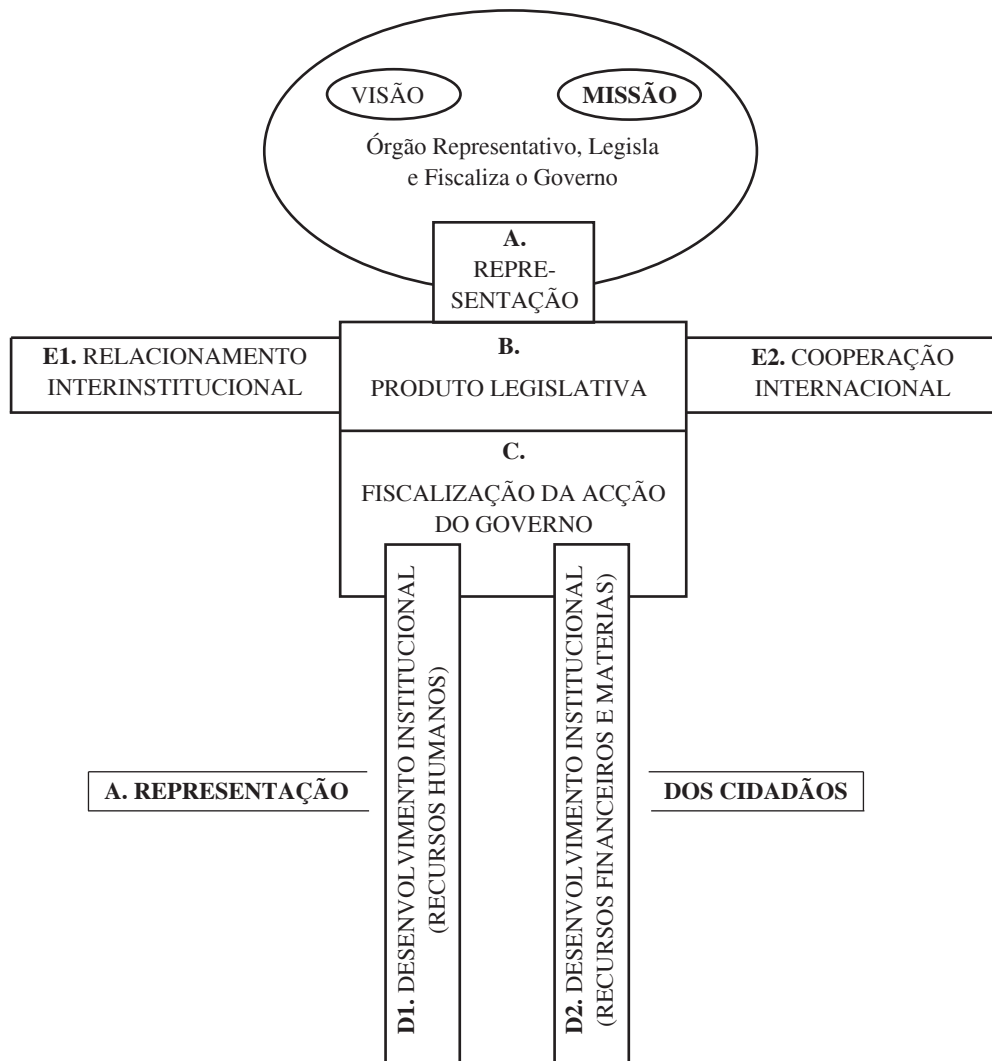 VISÃO
MISSÃO
Órgão Representativo, Legisla
e Fiscaliza o Governo
A.
REPRE-
SENTAÇÃO
E1. RELACIONAMENTO
INTERINSTITUCIONAL
B.
PRODUTO LEGISLATIVA
E2. COOPERAÇÃO
INTERNACIONAL
C.
FISCALIZAÇÃO DA ACÇÃO
DO GOVERNO
D1. DESENVOLVIMENTO INSTITUCIONAL
(RECURSOS HUMANOS)
D2. DESENVOLVIMENTO INSTITUCIONAL
(RECURSOS FINANCEIROS E MATERIAS)
A. REPRESENTAÇÃO
DOS CIDADÃOS